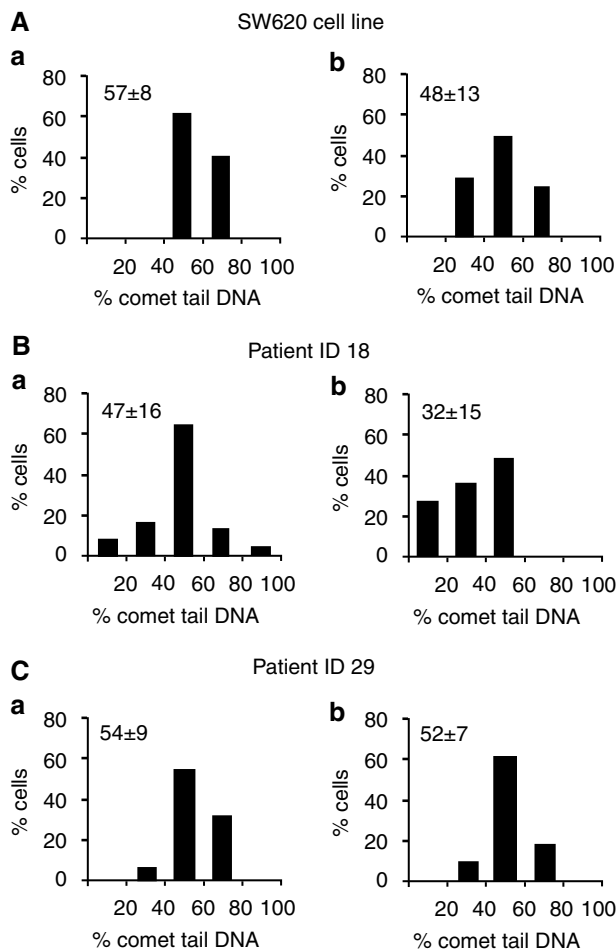 A
SW620 cell line
a
80
60
40
20
0
% cells
57±8
20 40 60 80 100
% comet tail DNA
b
80
60
40
20
0
% cells
48±13
20 40 60 80 100
% comet tail DNA
B
Patient ID 18
a
80
60
40
20
0
% cells
47±16
20 40 60 80 100
% comet tail DNA
b
80
60
40
20
0
% cells
32±15
20 40 60 80 100
% comet tail DNA
C
Patient ID 29
a
80
60
40
20
0
% cells
54±9
20 40 60 80 100
% comet tail DNA
b
80
60
40
20
0
% cells
52±7
20 40 60 80 100
% comet tail DNA